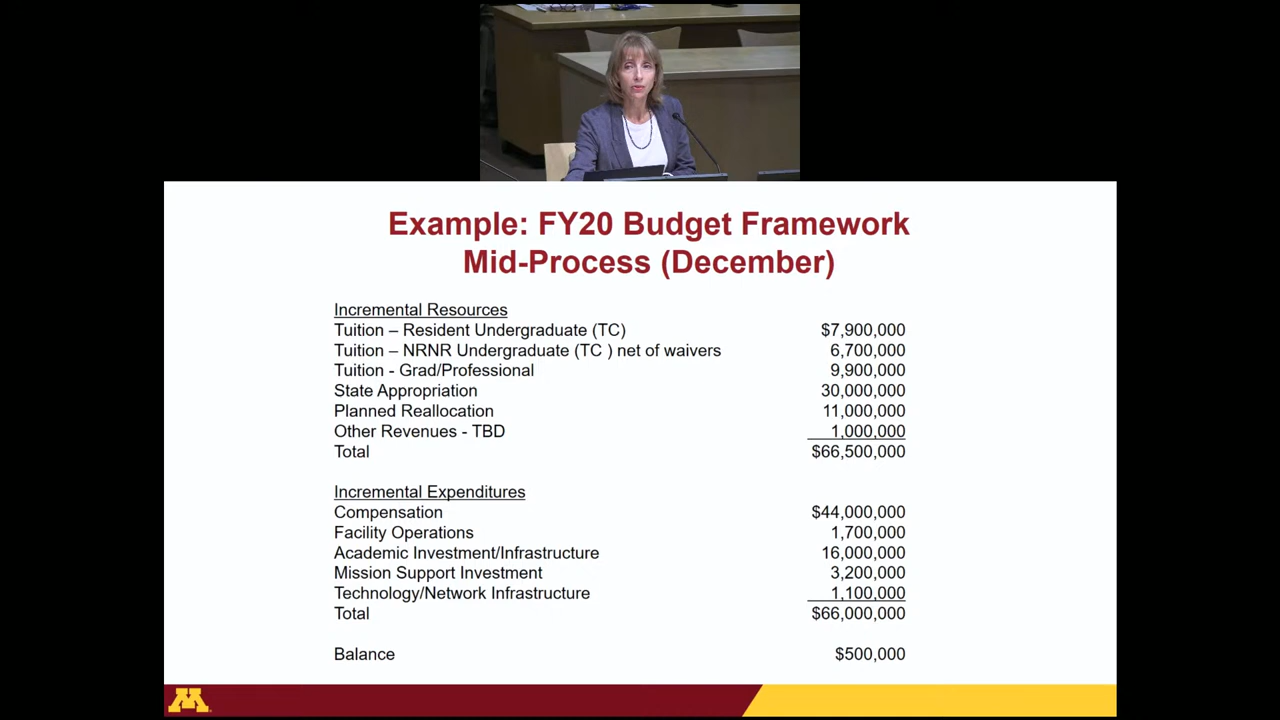 Example: FY20 Budget Framework
Mid-Process (December)
Incremental Resources
Tuition – Resident Undergraduate (TC) $7,900,000
Tuition – NRNR Undergraduate (TC ) net of waivers 6,700,000
Tuition - Grad/Professional 9,900,000
State Appropriation 30,000,000
Planned Reallocation 11,000,000
Other Revenues - TBD 1,000,000
Total $66,500,000
Incremental Expenditures
Compensation $44,000,000
Facility Operations 1,700,000
Academic Investment/Infrastructure 16,000,000
Mission Support Investment 3,200,000
Technology/Network Infrastructure 1,100,000
Total $66,000,000
Balance $500,000
M